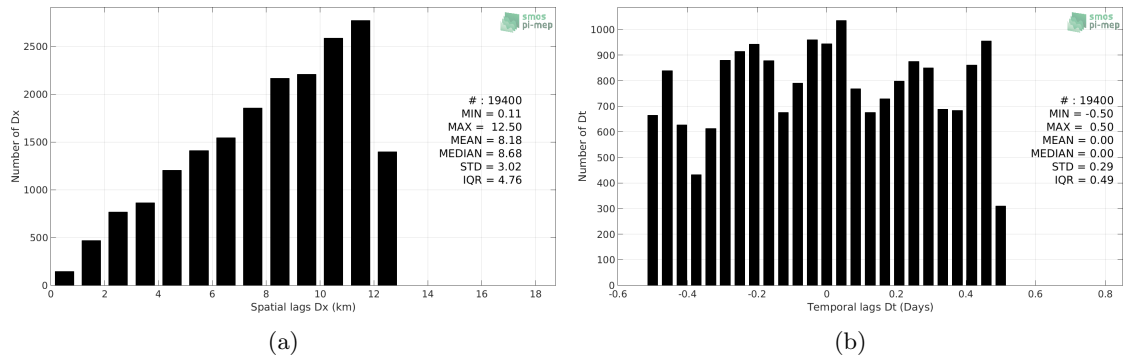 smos
pi-mep
Number of Dx
2500
2000
1500
1000
500
0
# : 19400
MIN = 0.11
MAX = 12.50
MEAN = 8.18
MEDIAN = 8.68
STD = 3.02
IQR = 4.76
0 2 4 6 8 10 12 14 16 18
Spatial lags Dx (km)
(a)
smos
pi-mep
Number of Dt
1000
900
800
700
600
500
400
300
200
100
0
# : 19400
MIN = -0.50
MAX = 0.50
MEAN = 0.00
MEDIAN = 0.00
STD = 0.29
IQR = 0.49
-0.6 -0.4 -0.2 0 0.2 0.4 0.6 0.8
Temporal lags Dt (Days)
(b)